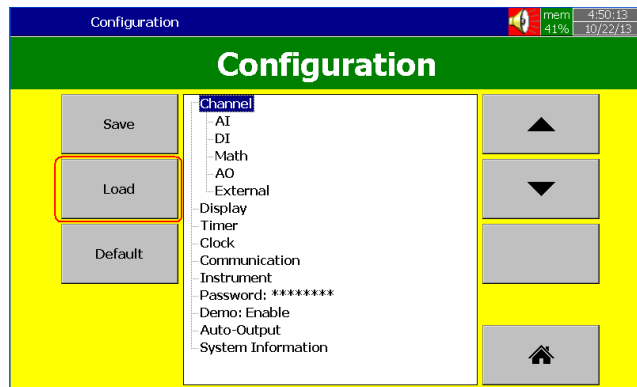 Configuration
mem 4:50:13
41% 10/22/13
Configuration
Save
Load
Default
Channel
AI
DI
Math
AO
External
Display
Timer
Clock
Communication
Instrument
Password: ********
Demo: Enable
Auto-Output
System Information